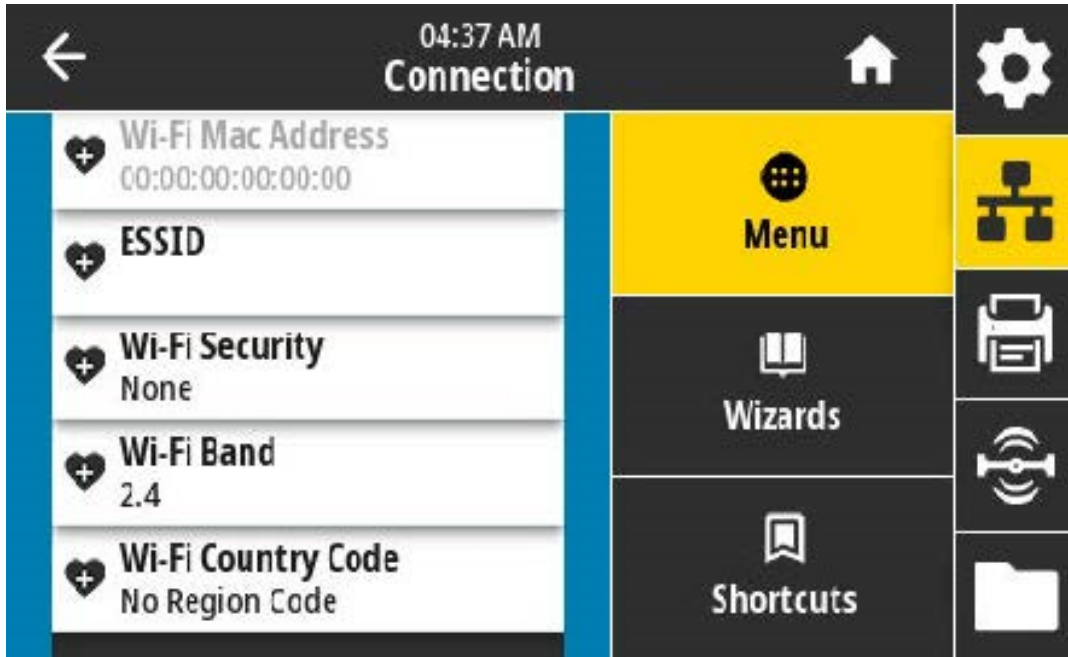 04:37 AM
Connection
Wi-Fi Mac Address
00:00:00:00:00:00
ESSID
Wi-Fi Security
None
Wi-Fi Band
2.4
Wi-Fi Country Code
No Region Code
Menu
Wizards
Shortcuts